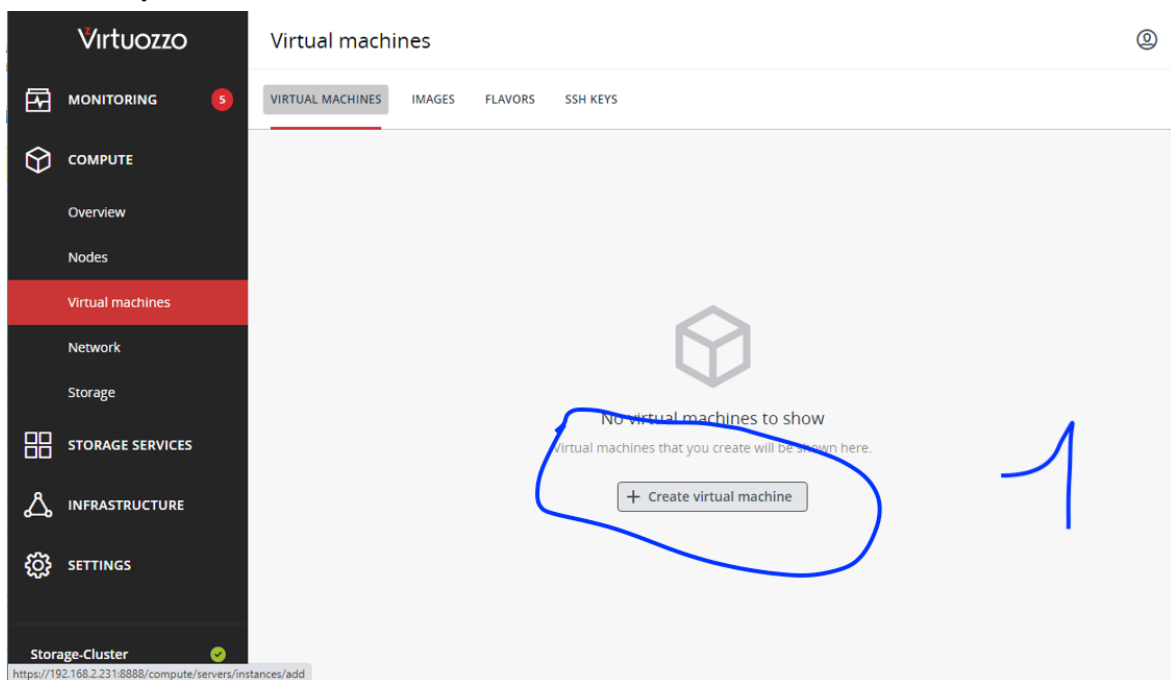 Virtuozzo
Virtual machines
MONITORING 5
VIRTUAL MACHINES IMAGES FLAVORS SSH KEYS
COMPUTE
Overview
Nodes
Virtual machines
Network
Storage
No virtual machines to show
Virtual machines that you create will be shown here.
+ Create virtual machine
1
STORAGE SERVICES
INFRASTRUCTURE
SETTINGS
Storage-Cluster
https://192.168.2.231:8888/compute/servers/instances/add